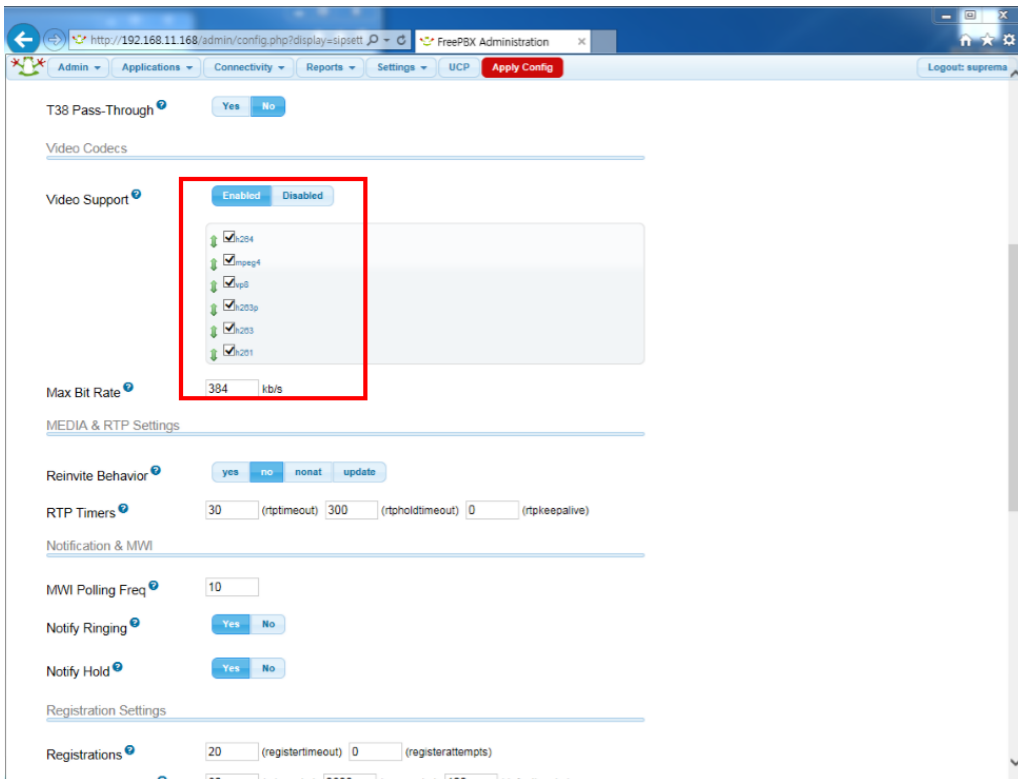 http://192.168.11.168/admin/config.php?display=sipsett
FreePBX Administration
Admin
Applications
Connectivity
Reports
Settings
UCP
Apply Config
Logout: suprema
T38 Pass-Through Yes No
Video Codecs
Video Support Enabled Disabled
h264
mpeg4
vp8
h263p
h263
h261
Max Bit Rate 384 kb/s
MEDIA & RTP Settings
Reinvite Behavior yes no nonat update
RTP Timers 30 (rtptimeout) 300 (rtpholdtimeout) 0 (rtpkeepalive)
Notification & MWI
MWI Polling Freq 10
Notify Ringing Yes No
Notify Hold Yes No
Registration Settings
Registrations 20 (registertimeout) 0 (registerattempts)